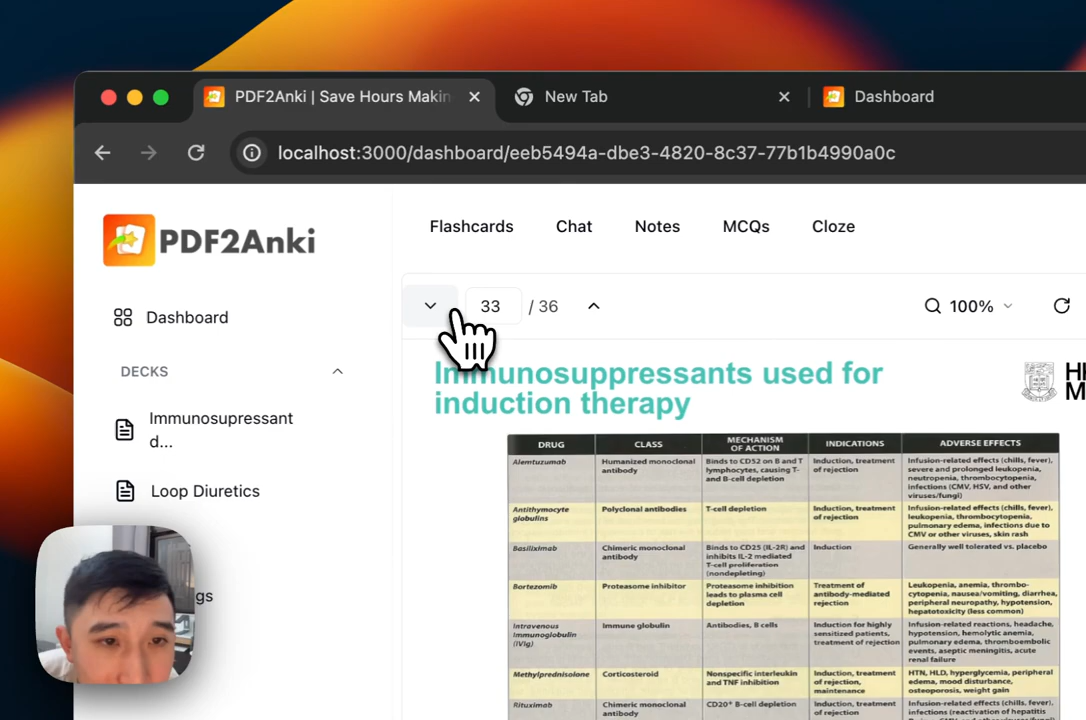 PDF2Anki | Save Hours Makin
New Tab
Dashboard
localhost:3000/dashboard/eeb5494a-dbe3-4820-8c37-77b1b4990a0c
PDF2Anki
Flashcards
Chat
Notes
MCQs
Cloze
Dashboard
DECKS
Immunosupressant
d...
Loop Diuretics
gs
33 / 36
100%
Immunosuppressants used for
induction therapy
DRUG
CLASS
MECHANISM
OF ACTION
INDICATIONS
ADVERSE EFFECTS
Alemtuzumab
Humanized monoclonal
antibody
Binds to CD52 on B and T
lymphocytes, causing T-
and B-cell depletion
Induction, treatment
of rejection
Infusion-related effects (chills, fever),
severe and prolonged leukopenia,
neutropenia, thrombocytopenia,
infections (CMV, HSV, and other
viruses/fungi)
Antithymocyte
globulins
Polyclonal antibodies
T-cell depletion
Induction, treatment
of rejection
Infusion-related effects (chills, fever),
leukopenia, thrombocytopenia,
pulmonary edema, infections due to
CMV or other viruses, skin rash
Basiliximab
Chimeric monoclonal
antibody
Binds to CD25 (IL-2R) and
inhibits IL-2 mediated
T-cell proliferation
(nondepleting)
Induction
Generally well tolerated vs. placebo
Bortezomib
Proteasome inhibitor
Proteasome inhibition
leads to plasma cell
depletion
Treatment of
antibody-mediated
rejection
Leukopenia, anemia, thrombo-
cytopenia, nausea/vomiting, diarrhea,
peripheral neuropathy, hypotension,
hepatotoxicity (less common)
Intravenous
Immunoglobulin
(IVIg)
Immune globulin
Antibodies, B cells
Induction for highly
sensitized patients,
treatment of rejection
Infusion-related reactions, headache,
hypotension, hemolytic anemia,
pulmonary edema, thromboembolic
events, aseptic meningitis, acute
renal failure
Methylprednisolone
Corticosteroid
Nonspecific interleukin
and TNF inhibition
Induction, treatment
of rejection,
maintenance
HTN, HLD, hyperglycemia, peripheral
edema, mood disturbance,
osteoporosis, weight gain
Rituximab
Chimeric monoclonal
antibody
CD20+ B-cell depletion
Induction, treatment
of rejection
Infusion-related effects (chills, fever),
infections (reactivation of hepatitis